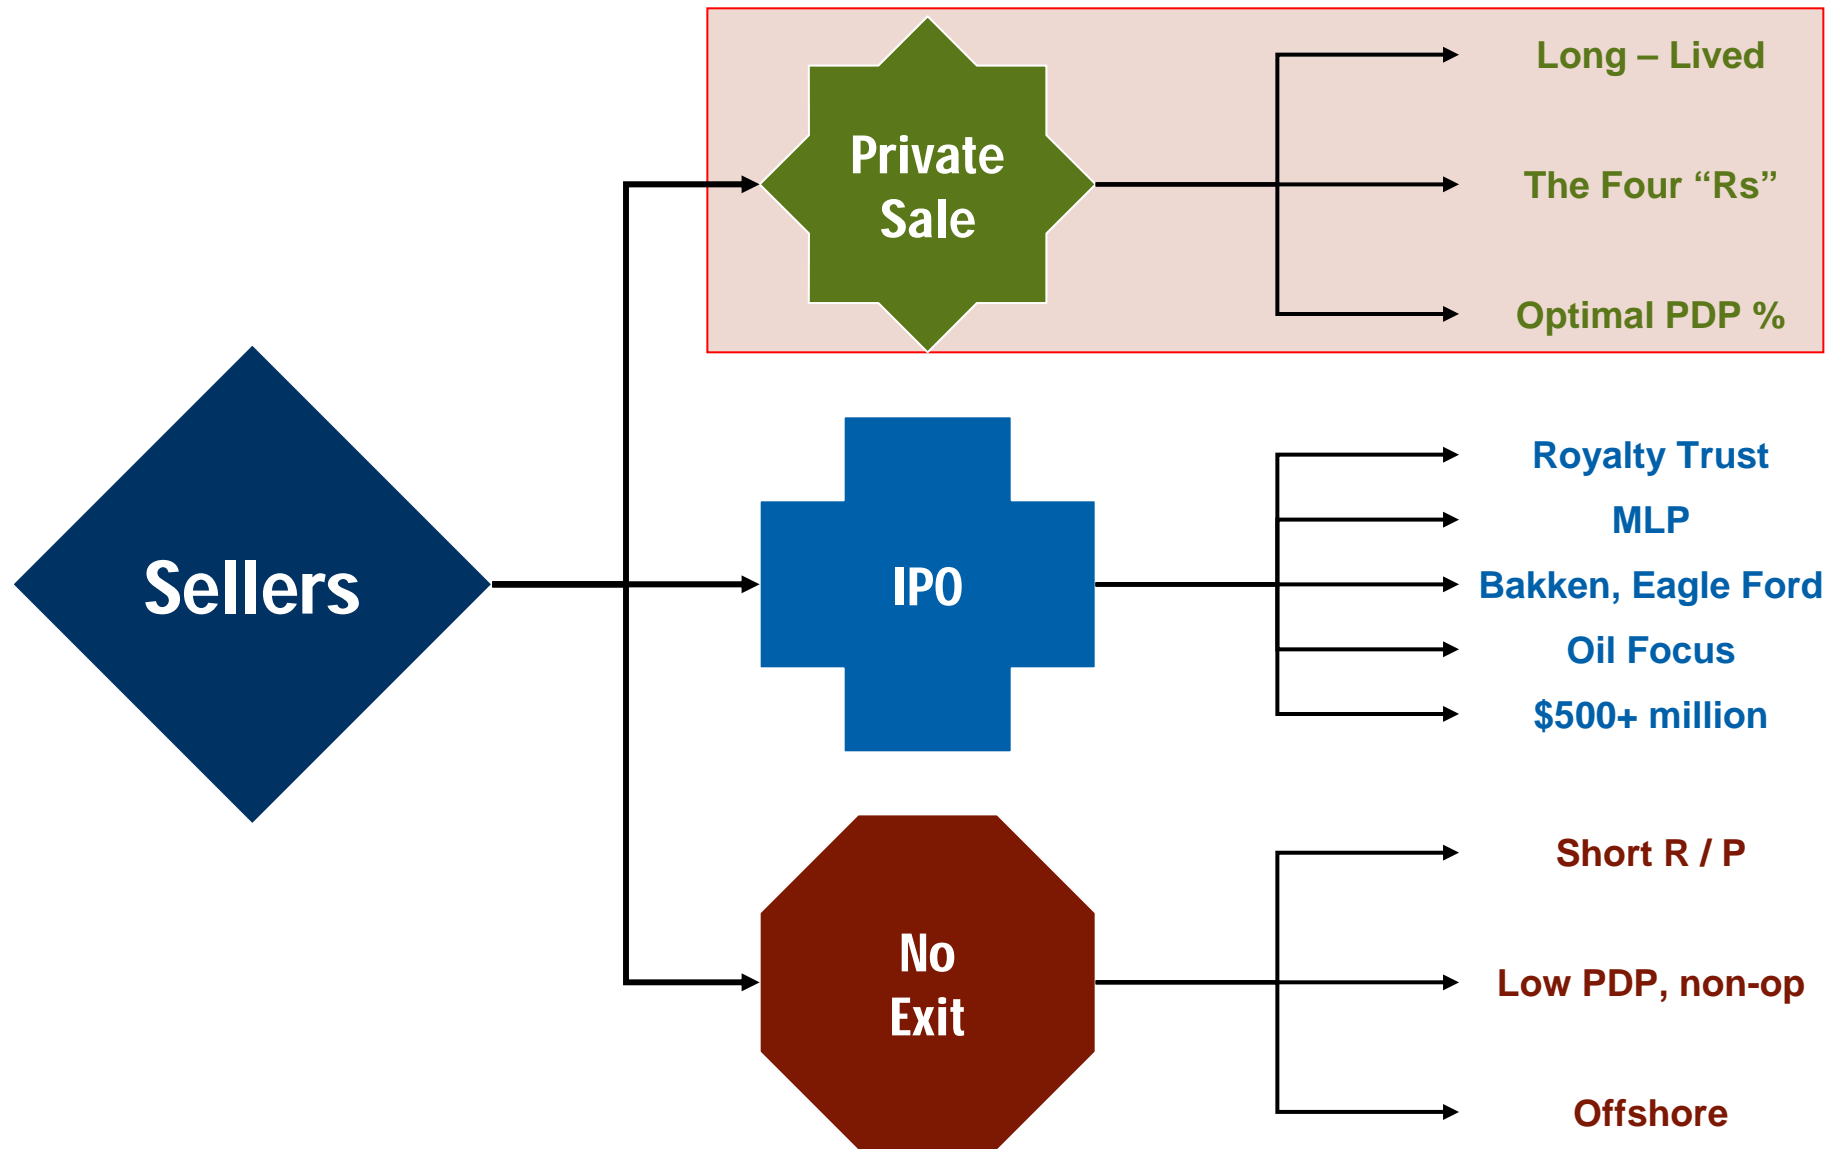 Sellers
Private
Sale
Long – Lived
The Four “Rs”
Optimal PDP %
IPO
Royalty Trust
MLP
Bakken, Eagle Ford
Oil Focus
$500+ million
No
Exit
Short R / P
Low PDP, non-op
Offshore